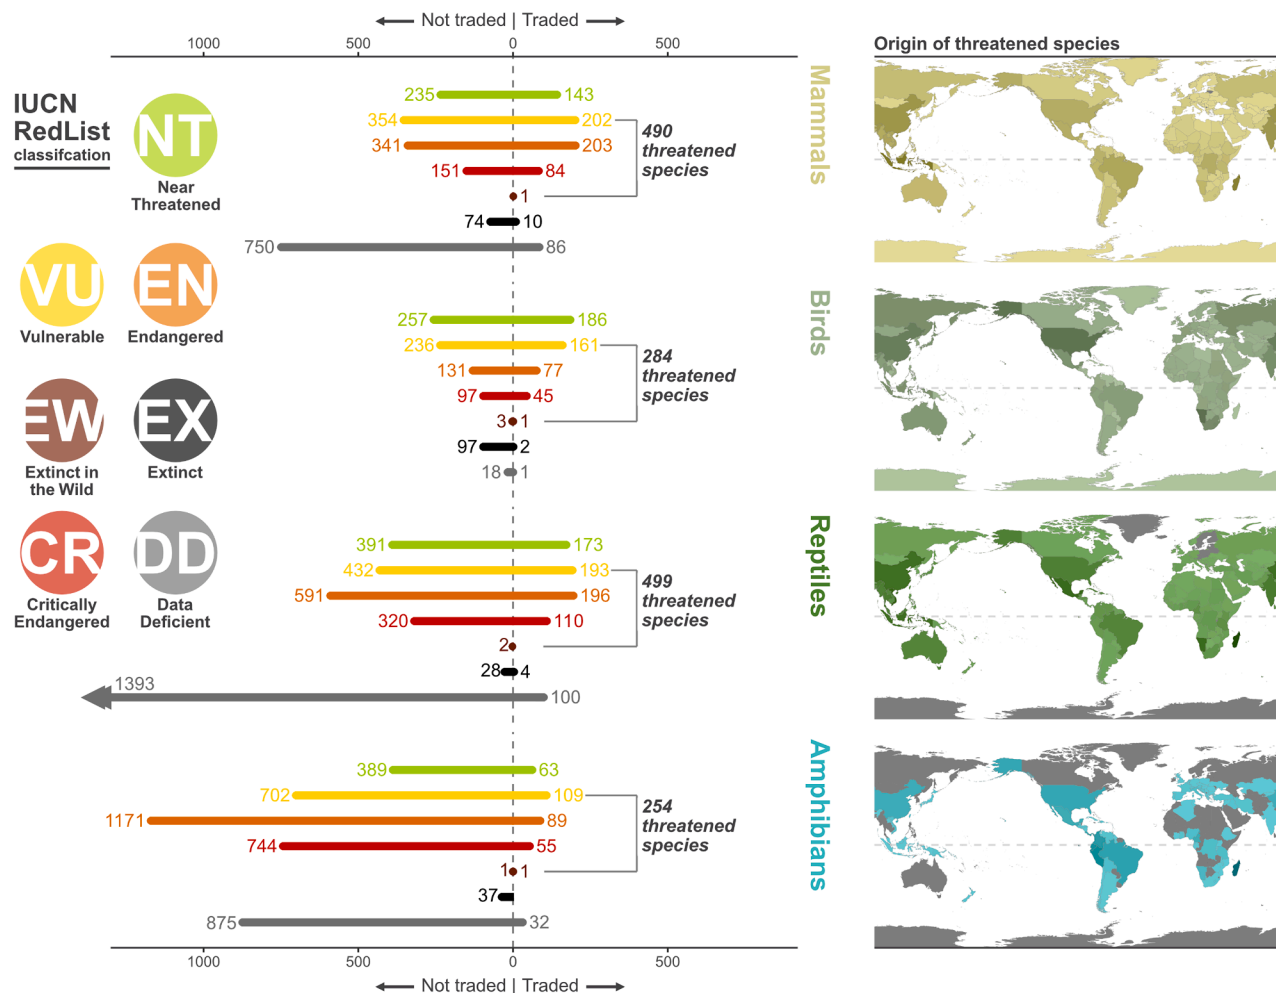 Not traded | Traded
1000 500 0 500
Origin of threatened species
IUCN
RedList
classifcation
NT
Near
Threatened
VU
Vulnerable
EN
Endangered
EW
Extinct in
the Wild
EX
Extinct
CR
Critically
Endangered
DD
Data
Deficient
Mammals
235 143
354 202
341 203
151 84
1
74 10
750 86
490
threatened
species
Birds
257 186
236 161
131 77
97 45
3 1
97 2
18 1
284
threatened
species
Reptiles
391 173
432 193
591 196
320 110
2
28 4
1393 100
499
threatened
species
Amphibians
389 63
702 109
1171 89
744 55
1 1
37
875 32
254
threatened
species
1000 500 0 500
Not traded | Traded